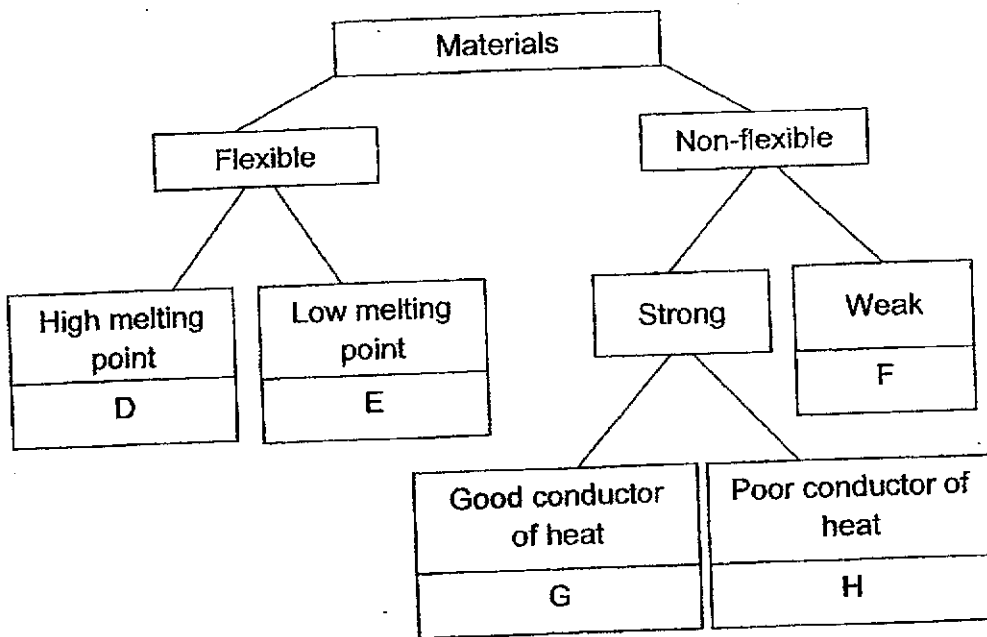 Materials
Flexible
Non-flexible
High melting
point
D
Low melting
point
E
Strong
Weak
F
Good conductor
of heat
G
Poor conductor of
heat
H